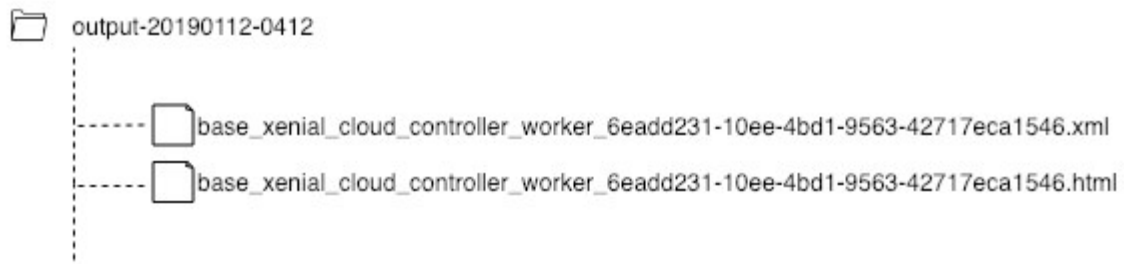 output-20190112-0412
base_xenial_cloud_controller_worker_6eadd231-10ee-4bd1-9563-42717eca1546.xml
base_xenial_cloud_controller_worker_6eadd231-10ee-4bd1-9563-42717eca1546.html